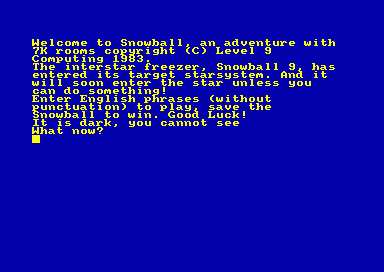 Welcome to Snowball, an adventure with
7K rooms copyright (C) Level 9
Computing 1983.
The interstar freezer, Snowball 9, has
entered its target starsystem. And it
will soon enter the star unless you
can do something!
Enter English phrases (without
punctuation) to play, save the
Snowball to win. Good Luck!
It is dark, you cannot see
What now?